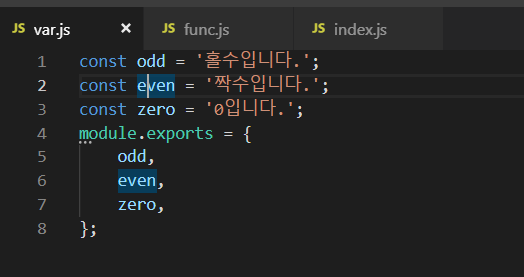 JS var.js × JS func.js JS index.js
1 const odd = '홀수입니다.';
2 const even = '짝수입니다.';
3 const zero = '0입니다.';
4 module.exports = {
5 odd,
6 even,
7 zero,
8 };